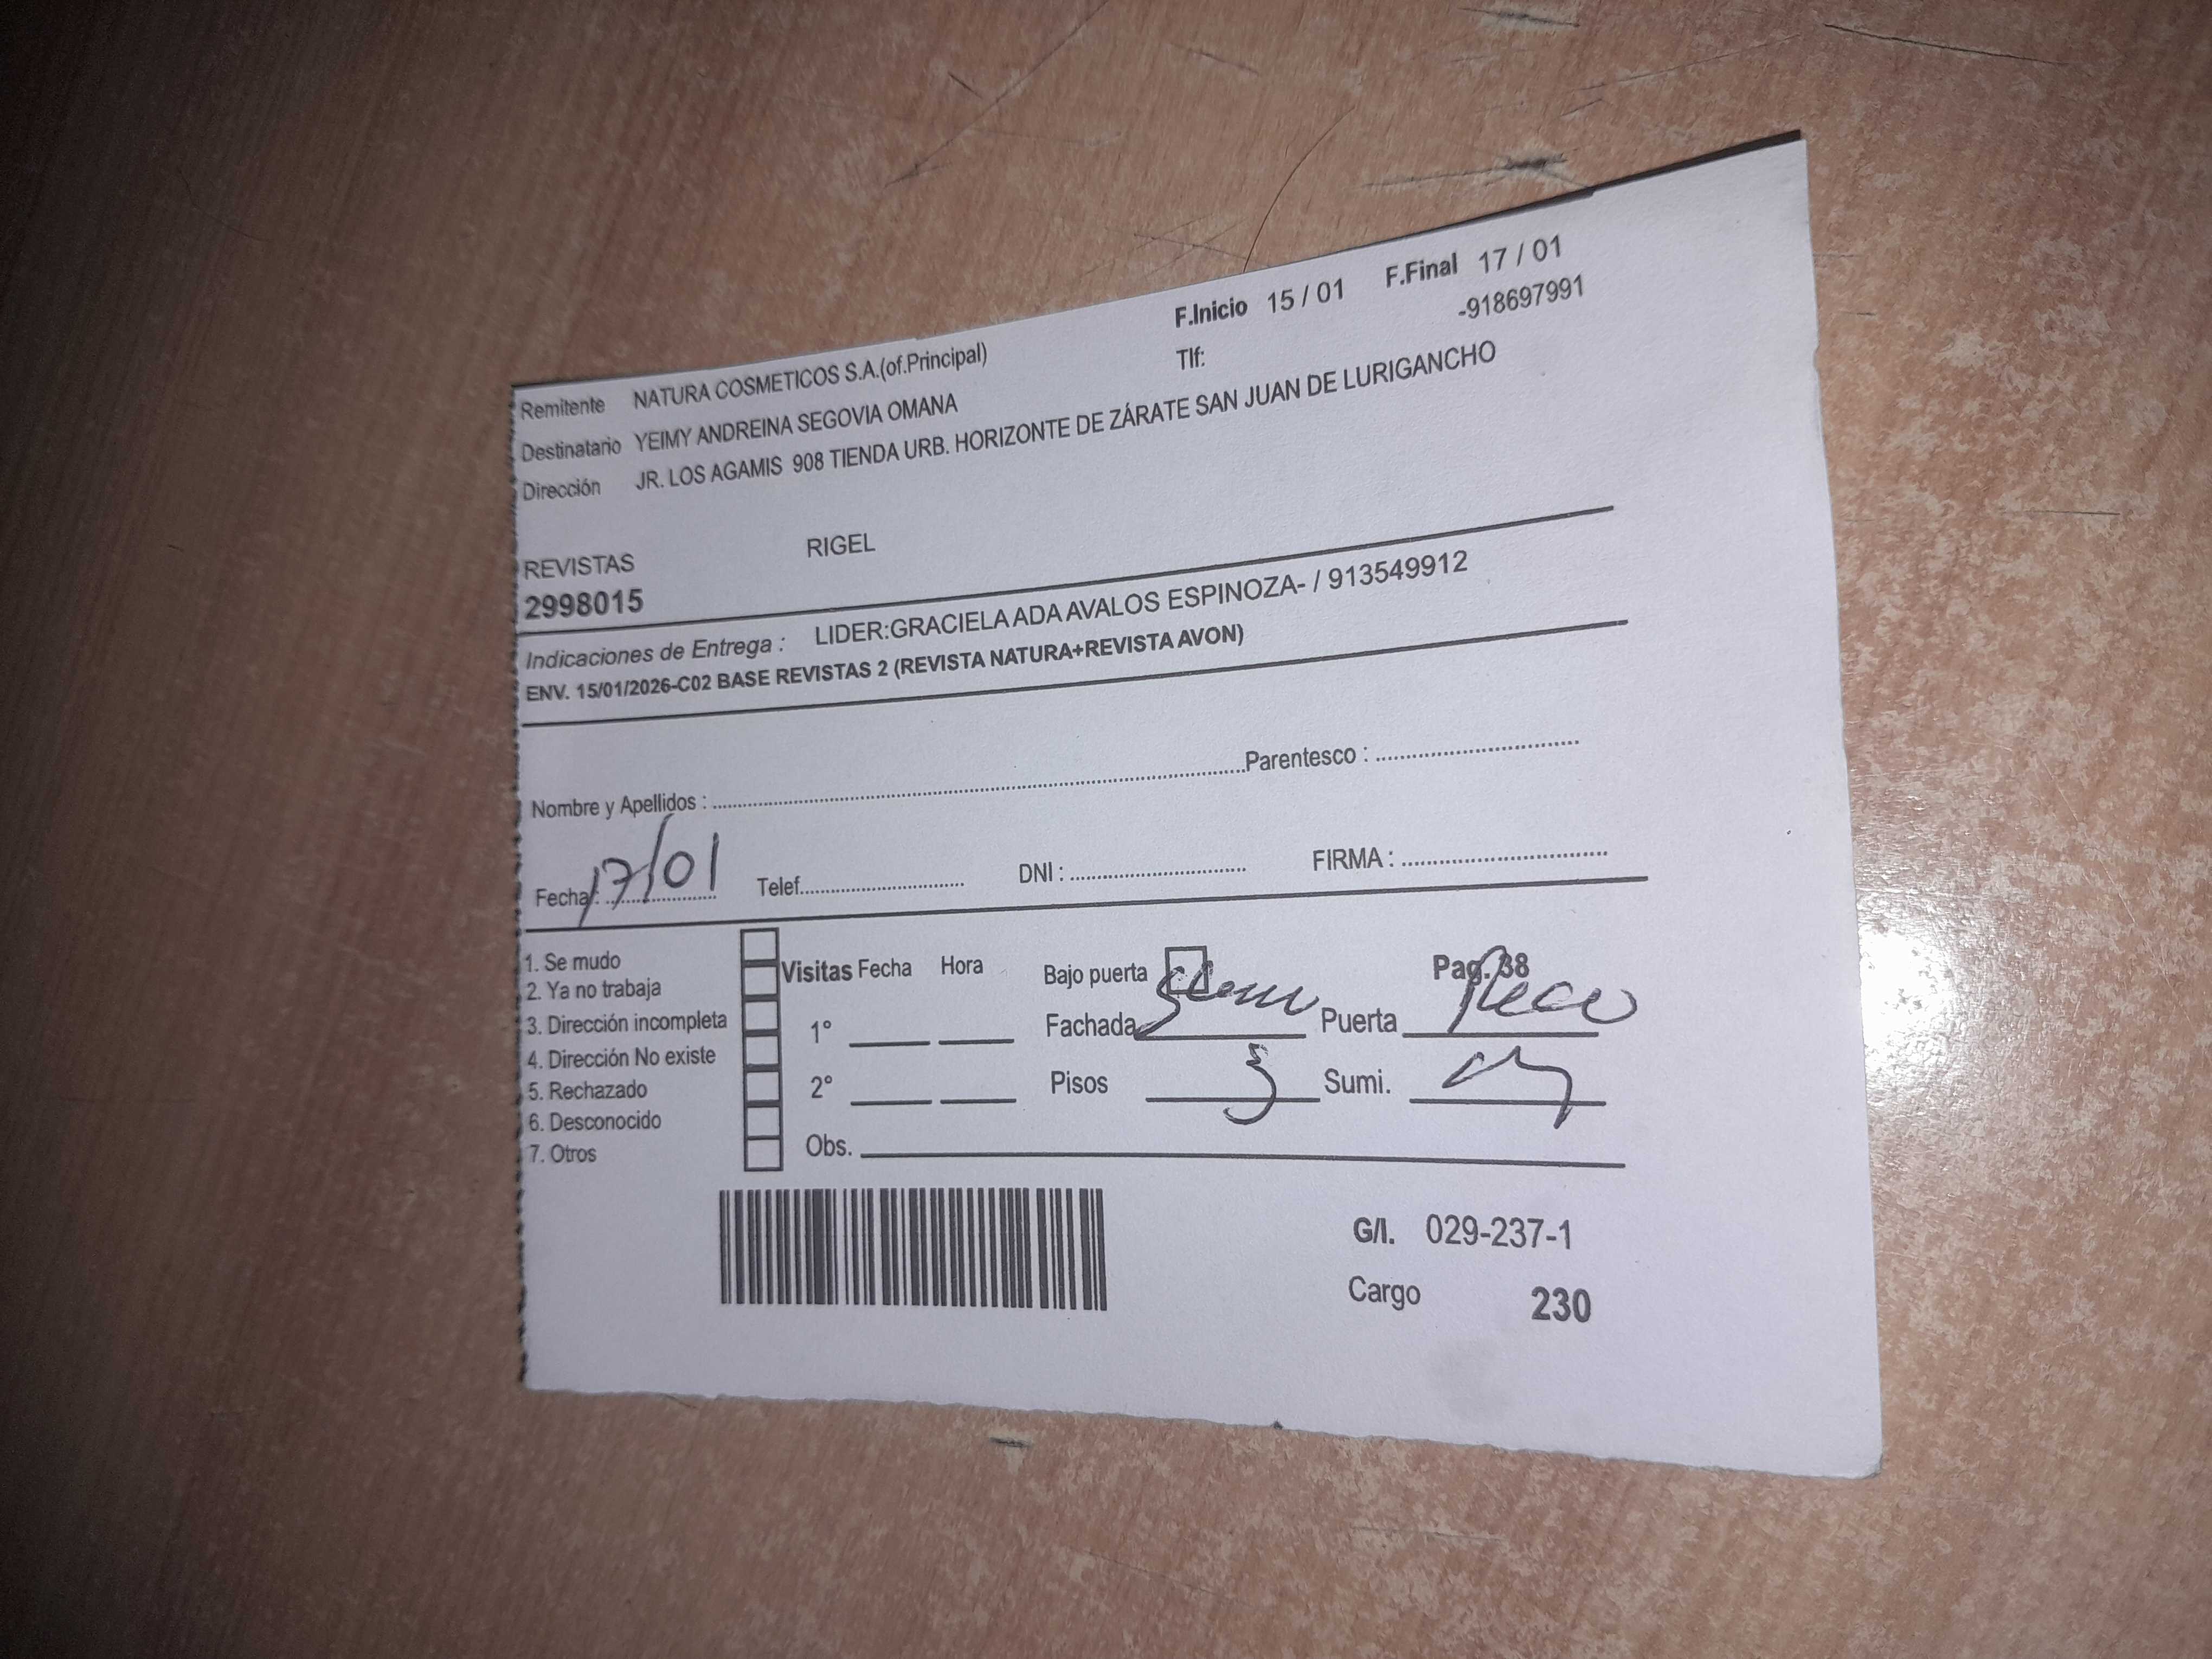 F.Inicio 15 / 01 F.Final 17 / 01
Remitente NATURA COSMETICOS S.A.(of.Principal) Tlf: -918697991
Destinatario YEIMY ANDREINA SEGOVIA OMANA
Dirección JR. LOS AGAMIS 908 TIENDA URB. HORIZONTE DE ZÁRATE SAN JUAN DE LURIGANCHO
REVISTAS RIGEL
2998015
Indicaciones de Entrega : LIDER:GRACIELA ADA AVALOS ESPINOZA- / 913549912
ENV. 15/01/2026-C02 BASE REVISTAS 2 (REVISTA NATURA+REVISTA AVON)
Nombre y Apellidos : Parentesco :
Fecha: 17/01 Telef. DNI : FIRMA :
1. Se mudo
2. Ya no trabaja
3. Dirección incompleta
4. Dirección No existe
5. Rechazado
6. Desconocido
7. Otros
Visitas Fecha Hora Bajo puerta Pag. 38
1° Fachada Puerta
2° Pisos 3 Sumi.
Obs.
G/I. 029-237-1
Cargo 230